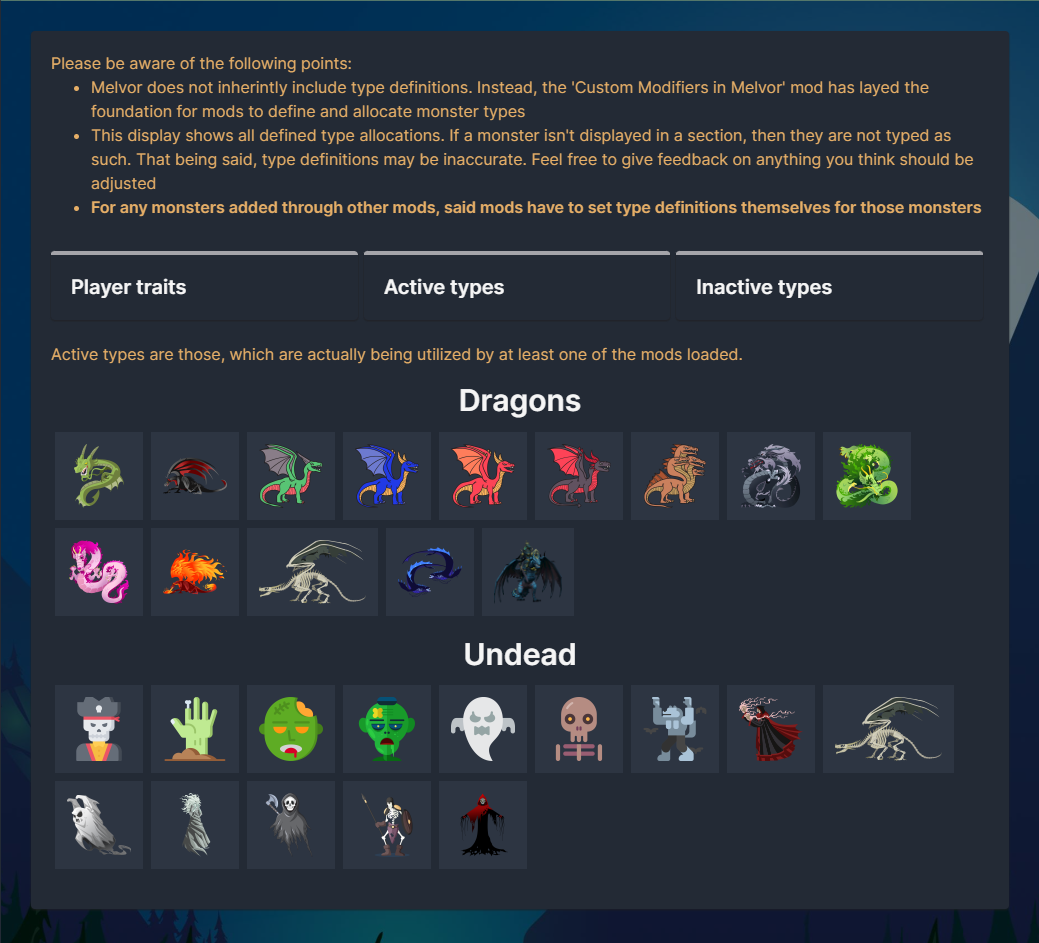 Please be aware of the following points:
Melvor does not inherintly include type definitions. Instead, the 'Custom Modifiers in Melvor' mod has layed the
foundation for mods to define and allocate monster types
This display shows all defined type allocations. If a monster isn't displayed in a section, then they are not typed as
such. That being said, type definitions may be inaccurate. Feel free to give feedback on anything you think should be
adjusted
For any monsters added through other mods, said mods have to set type definitions themselves for those monsters
Player traits
Active types
Inactive types
Active types are those, which are actually being utilized by at least one of the mods loaded.
Dragons
Undead